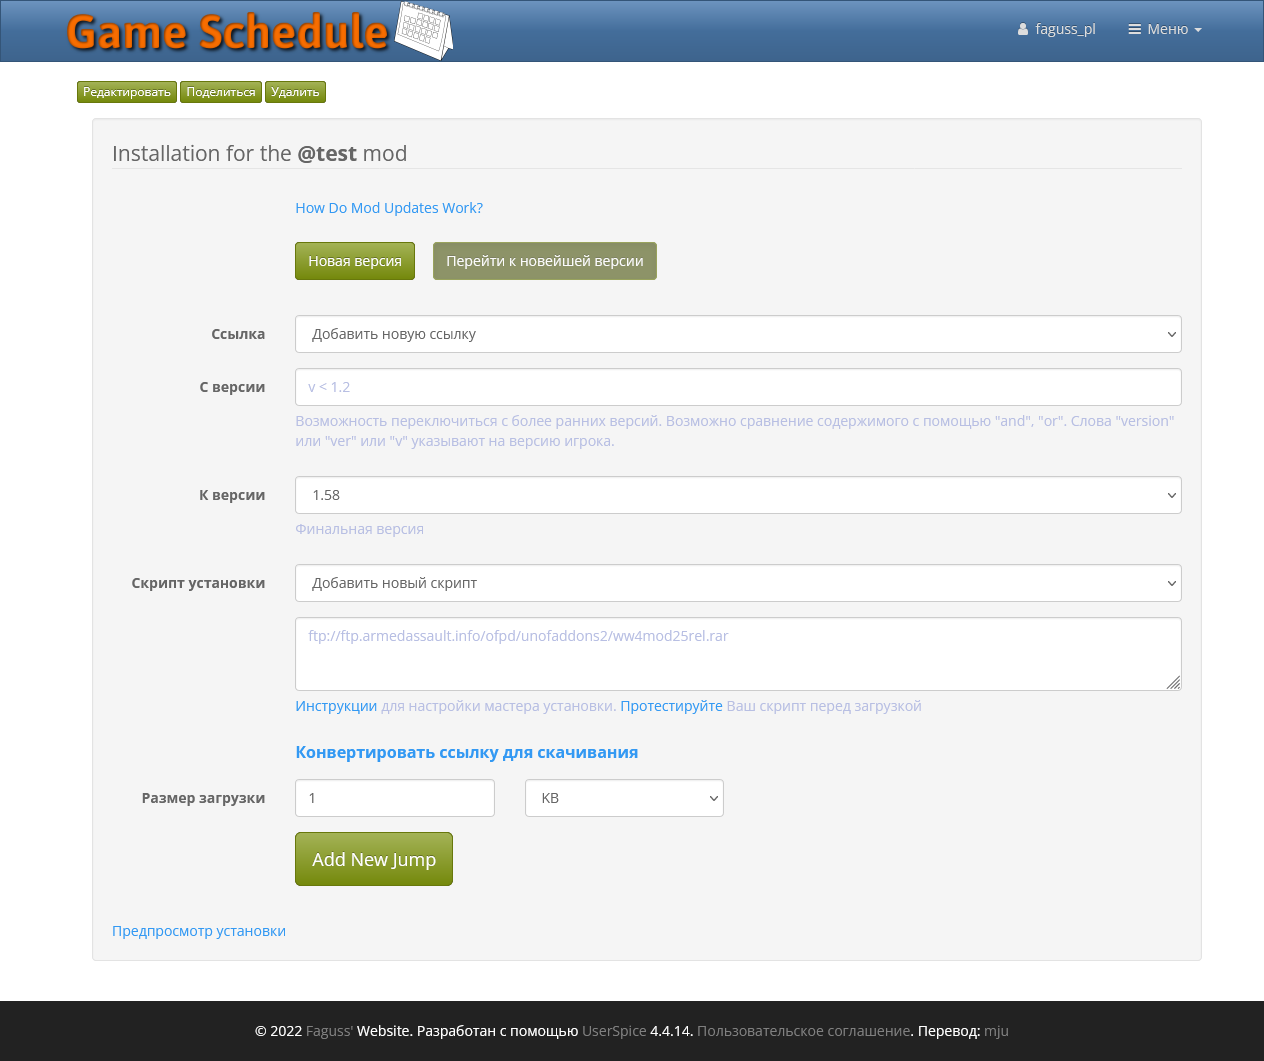 Game Schedule
faguss_pl
Меню
Редактировать Поделиться Удалить
Installation for the @test mod
How Do Mod Updates Work?
Новая версия Перейти к новейшей версии
Ссылка Добавить новую ссылку
С версии v < 1.2
Возможность переключиться с более ранних версий. Возможно сравнение содержимого с помощью "and", "or". Слова "version"
или "ver" или "v" указывают на версию игрока.
К версии 1.58
Финальная версия
Скрипт установки Добавить новый скрипт
ftp://ftp.armedassault.info/ofpd/unofaddons2/ww4mod25rel.rar
Инструкции для настройки мастера установки. Протестируйте Ваш скрипт перед загрузкой
Конвертировать ссылку для скачивания
Размер загрузки 1 KB
Add New Jump
Предпросмотр установки
© 2022 Faguss' Website. Разработан с помощью UserSpice 4.4.14. Пользовательское соглашение. Перевод: mju